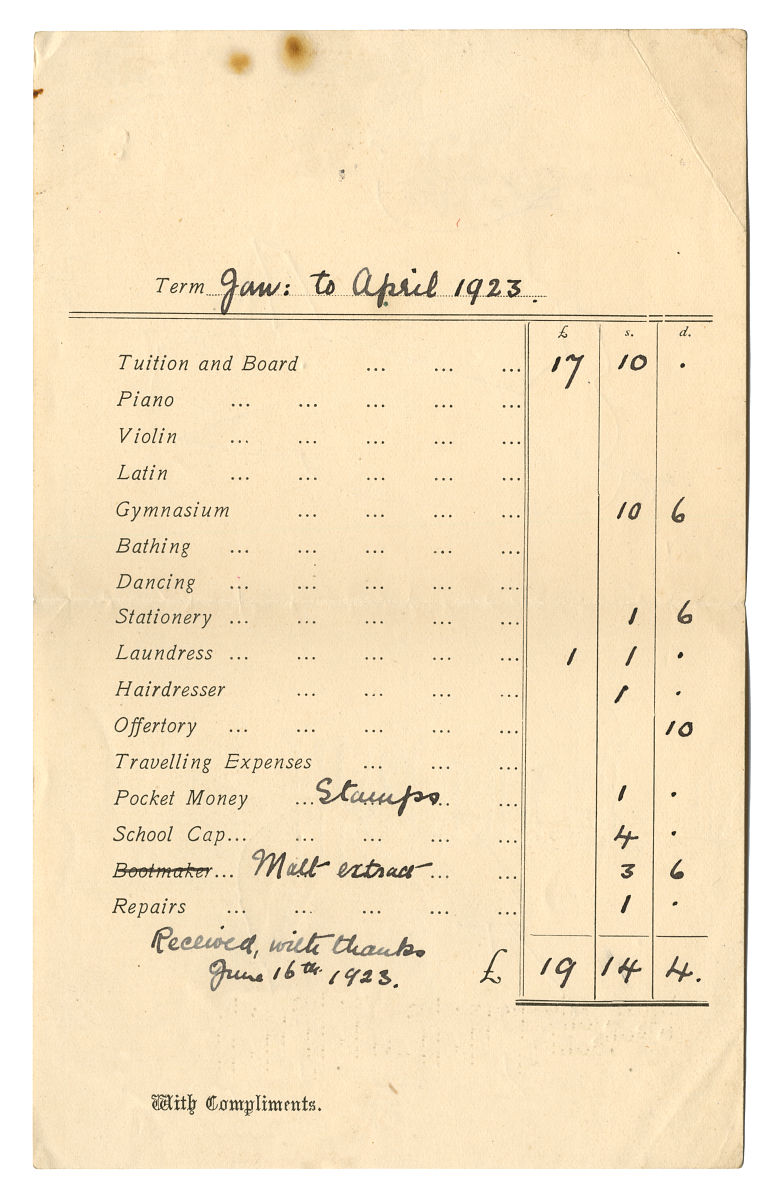 Term Jan: to April 1923.
£ s. d.
Tuition and Board ... ... ... 17 10 .
Piano ... ... ... ... ...
Violin ... ... ... ... ...
Latin ... ... ... ... ...
Gymnasium ... ... ... ... 10 6
Bathing ... ... ... ... ...
Dancing ... ... ... ... ...
Stationery ... ... ... ... ... 1 6
Laundress ... ... ... ... ... 1 1 .
Hairdresser ... ... ... ... 1 .
Offertory ... ... ... ... ... 10
Travelling Expenses ... ... ...
Pocket Money ... Stamps .. ... 1 .
School Cap... ... ... ... ... 4 .
Bootmaker... Malt extract ... ... 3 6
Repairs ... ... ... ... ... 1 .
Received, with thanks
June 16th 1923. £ 19 14 4.
With Compliments.